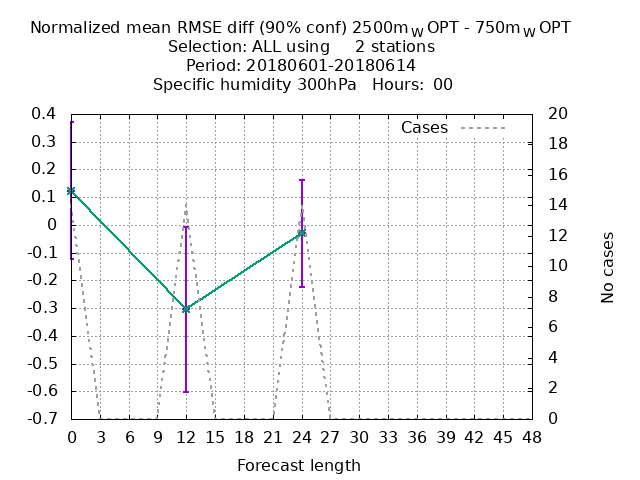 Normalized mean RMSE diff (90% conf) 2500m_W OPT - 750m_W OPT
Selection: ALL using 2 stations
Period: 20180601-20180614
Specific humidity 300hPa Hours: 00
Cases
0.4
0.3
0.2
0.1
0
-0.1
-0.2
-0.3
-0.4
-0.5
-0.6
-0.7
20
18
16
14
12
10
8
6
4
2
0
No cases
0 3 6 9 12 15 18 21 24 27 30 33 36 39 42 45 48
Forecast length